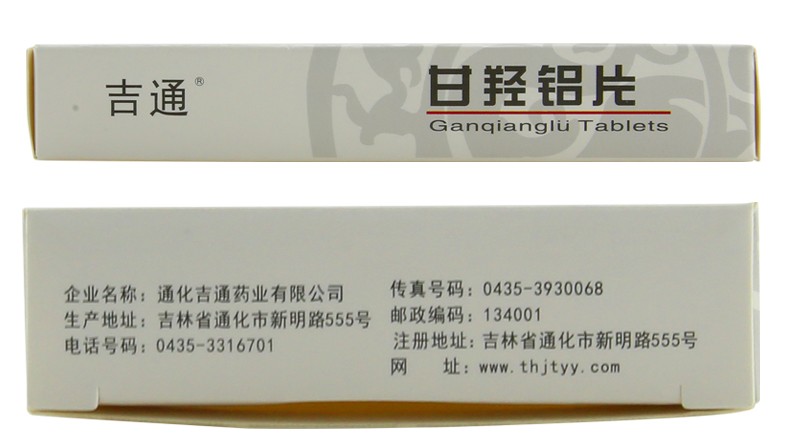 吉通®
甘羟铝片
Ganqianglü Tablets
企业名称：通化吉通药业有限公司
生产地址：吉林省通化市新明路555号
电话号码：0435-3316701
传真号码：0435-3930068
邮政编码：134001
注册地址：吉林省通化市新明路555号
网　　址：www.thjtyy.com